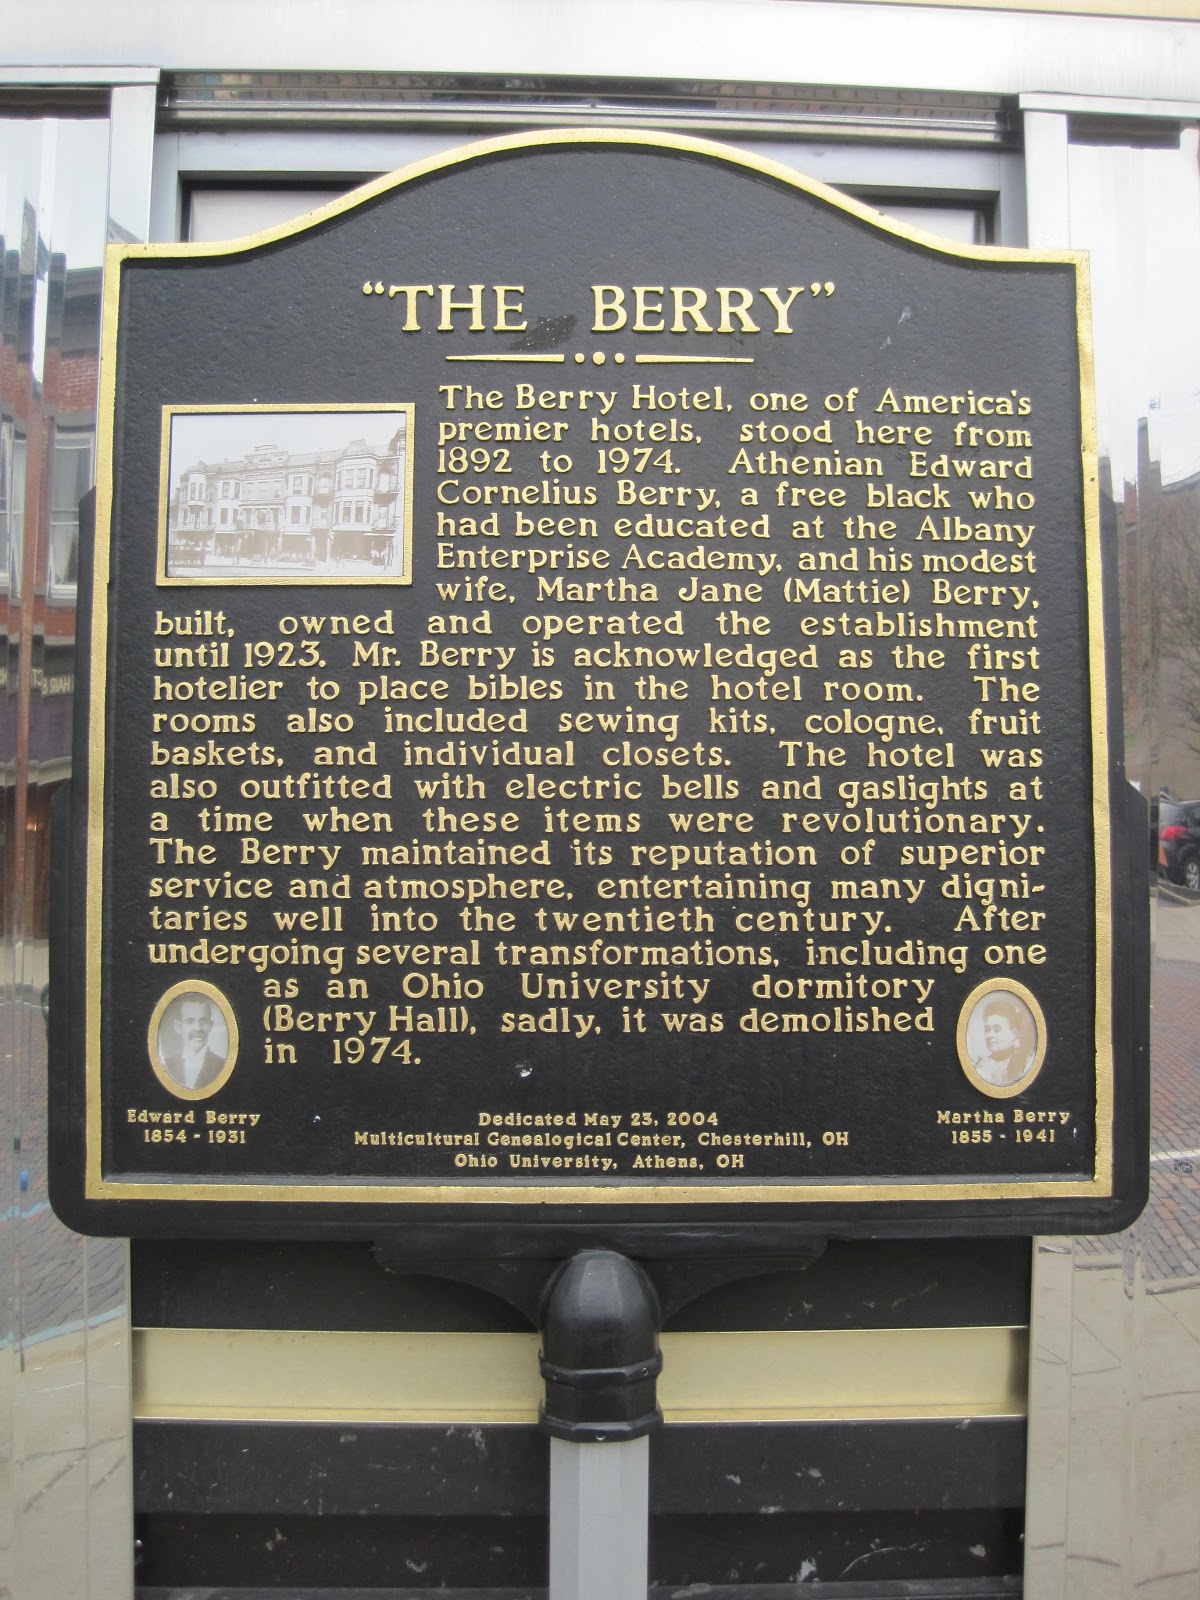 “THE BERRY”
The Berry Hotel, one of America's
premier hotels, stood here from
1892 to 1974. Athenian Edward
Cornelius Berry, a free black who
had been educated at the Albany
Enterprise Academy, and his modest
wife, Martha Jane (Mattie) Berry,
built, owned and operated the establishment
until 1923. Mr. Berry is acknowledged as the first
hotelier to place bibles in the hotel room. The
rooms also included sewing kits, cologne, fruit
baskets, and individual closets. The hotel was
also outfitted with electric bells and gaslights at
a time when these items were revolutionary.
The Berry maintained its reputation of superior
service and atmosphere, entertaining many digni-
taries well into the twentieth century. After
undergoing several transformations, including one
as an Ohio University dormitory
(Berry Hall), sadly, it was demolished
in 1974.
Edward Berry
1854 - 1931
Dedicated May 23, 2004
Multicultural Genealogical Center, Chesterhill, OH
Ohio University, Athens, OH
Martha Berry
1855 - 1941